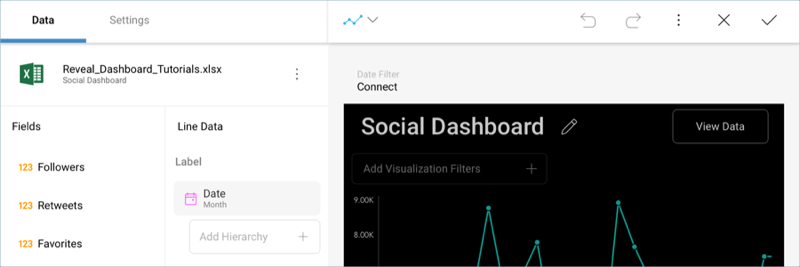 Data
Settings
Reveal_Dashboard_Tutorials.xlsx
Social Dashboard
Fields
123 Followers
123 Retweets
123 Favorites
Line Data
Label
Date
Month
Add Hierarchy +
Date Filter
Connect
Social Dashboard
View Data
Add Visualization Filters +
9.00K
8.00K